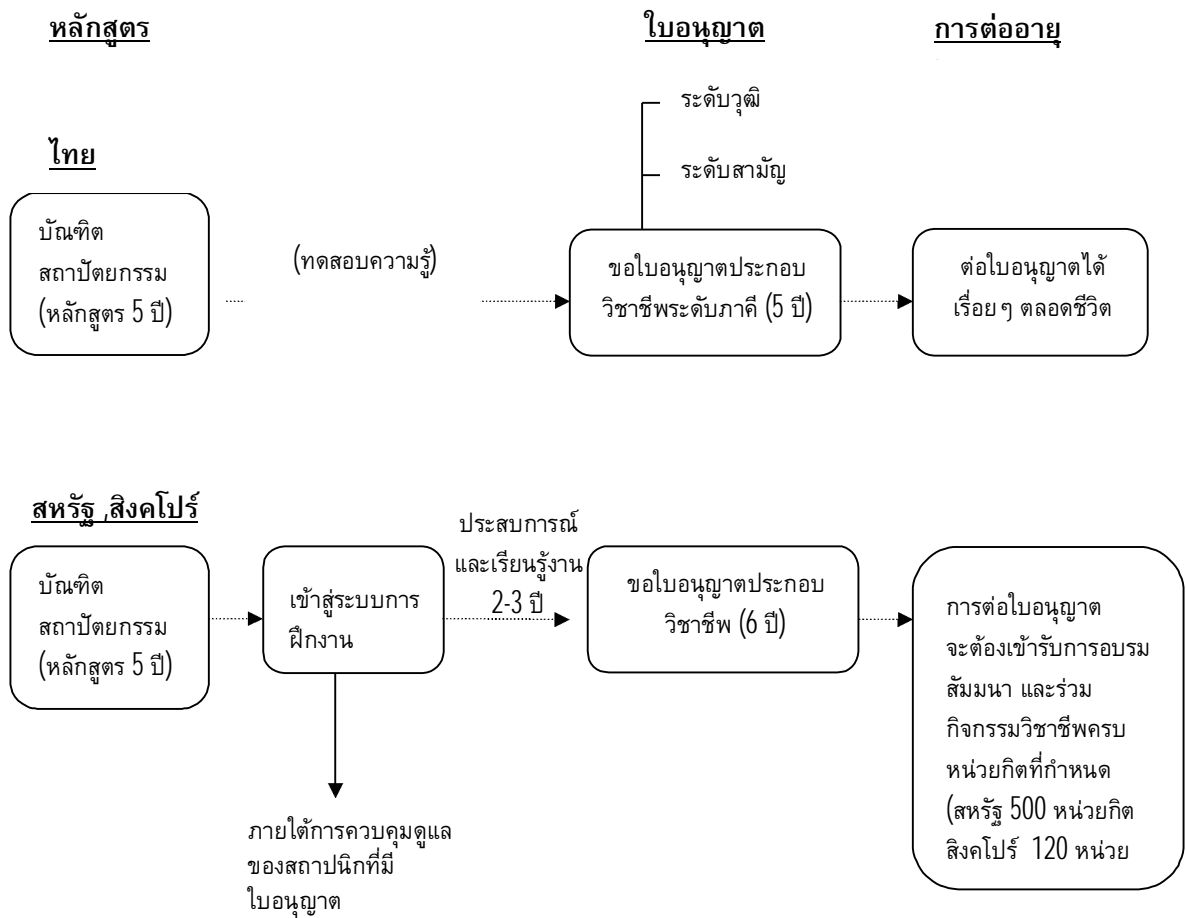 หลักสูตร
ใบอนุญาต
การต่ออายุ
ระดับวุฒิ
ระดับสามัญ
ไทย
บัณฑิต
สถาปัตยกรรม
(หลักสูตร 5 ปี)
(ทดสอบความรู้)
ขอใบอนุญาตประกอบ
วิชาชีพระดับภาคี (5 ปี)
ต่อใบอนุญาตได้
เรื่อยๆ ตลอดชีวิต
สหรัฐ ,สิงคโปร์
บัณฑิต
สถาปัตยกรรม
(หลักสูตร 5 ปี)
เข้าสู่ระบบการ
ฝึกงาน
ภายใต้การควบคุมดูแล
ของสถาปนิกที่มี
ใบอนุญาต
ประสบการณ์
และเรียนรู้งาน
2-3 ปี
ขอใบอนุญาตประกอบ
วิชาชีพ (6 ปี)
การต่อใบอนุญาต
จะต้องเข้ารับการอบรม
สัมมนา และร่วม
กิจกรรมวิชาชีพครบ
หน่วยกิตที่กำหนด
(สหรัฐ 500 หน่วยกิต
สิงคโปร์ 120 หน่วย